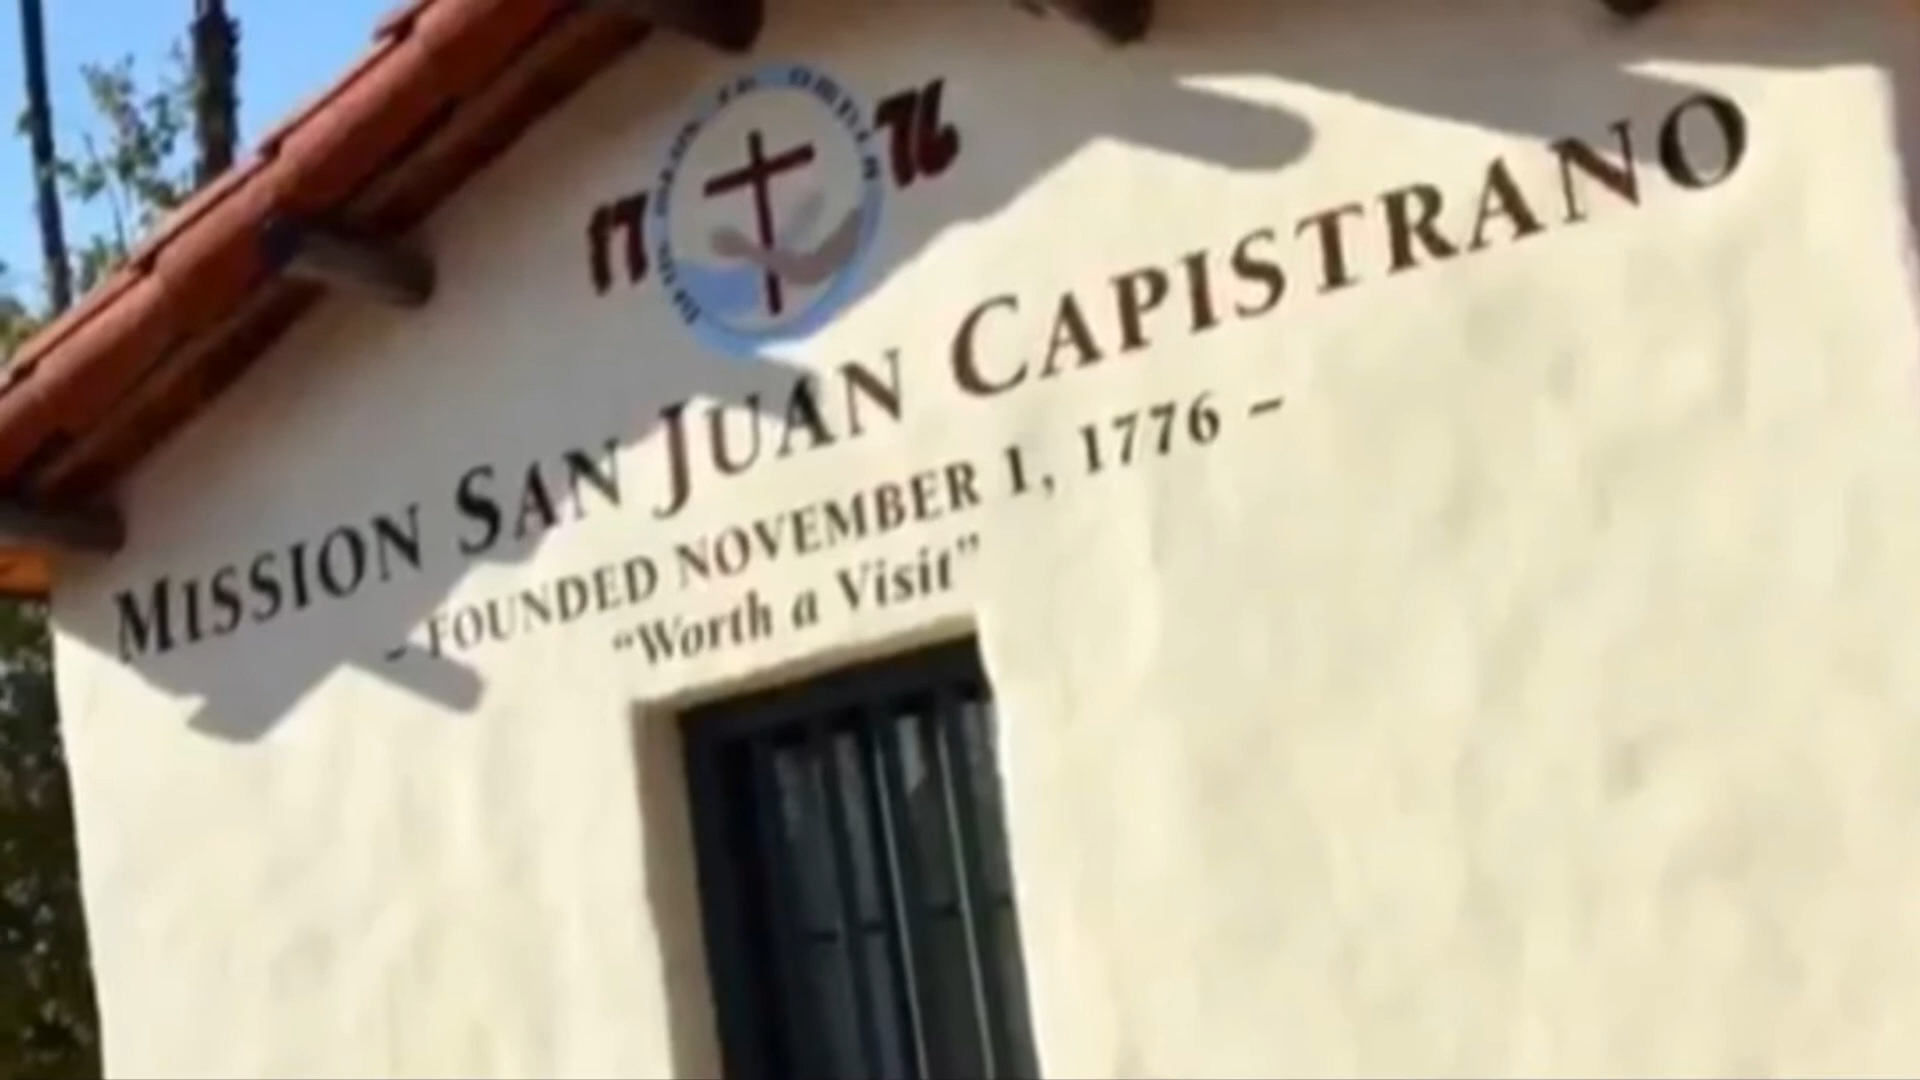 17 76
MISSION SAN JUAN CAPISTRANO
- FOUNDED NOVEMBER 1, 1776 -
“Worth a Visit”